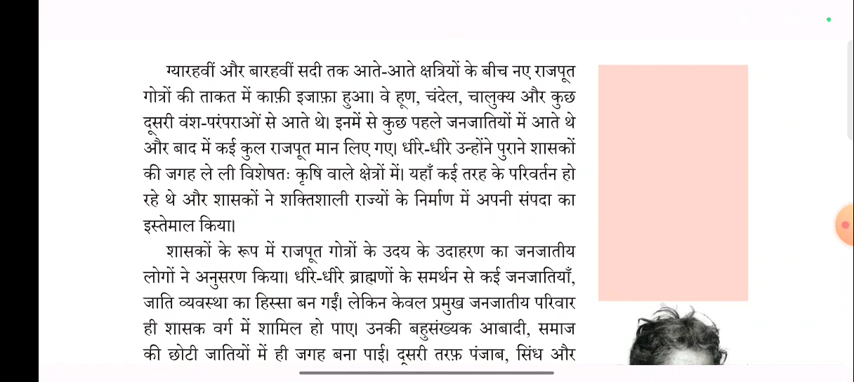 ग्यारहवीं और बारहवीं सदी तक आते-आते क्षत्रियों के बीच नए राजपूत
गोत्रों की ताकत में काफ़ी इजाफ़ा हुआ। वे हूण, चंदेल, चालुक्य और कुछ
दूसरी वंश-परंपराओं से आते थे। इनमें से कुछ पहले जनजातियों में आते थे
और बाद में कई कुल राजपूत मान लिए गए। धीरे-धीरे उन्होंने पुराने शासकों
की जगह ले ली विशेषतः कृषि वाले क्षेत्रों में। यहाँ कई तरह के परिवर्तन हो
रहे थे और शासकों ने शक्तिशाली राज्यों के निर्माण में अपनी संपदा का
इस्तेमाल किया।
शासकों के रूप में राजपूत गोत्रों के उदय के उदाहरण का जनजातीय
लोगों ने अनुसरण किया। धीरे-धीरे ब्राह्मणों के समर्थन से कई जनजातियाँ,
जाति व्यवस्था का हिस्सा बन गईं। लेकिन केवल प्रमुख जनजातीय परिवार
ही शासक वर्ग में शामिल हो पाए। उनकी बहुसंख्यक आबादी, समाज
की छोटी जातियों में ही जगह बना पाई। दूसरी तरफ़ पंजाब, सिंध और